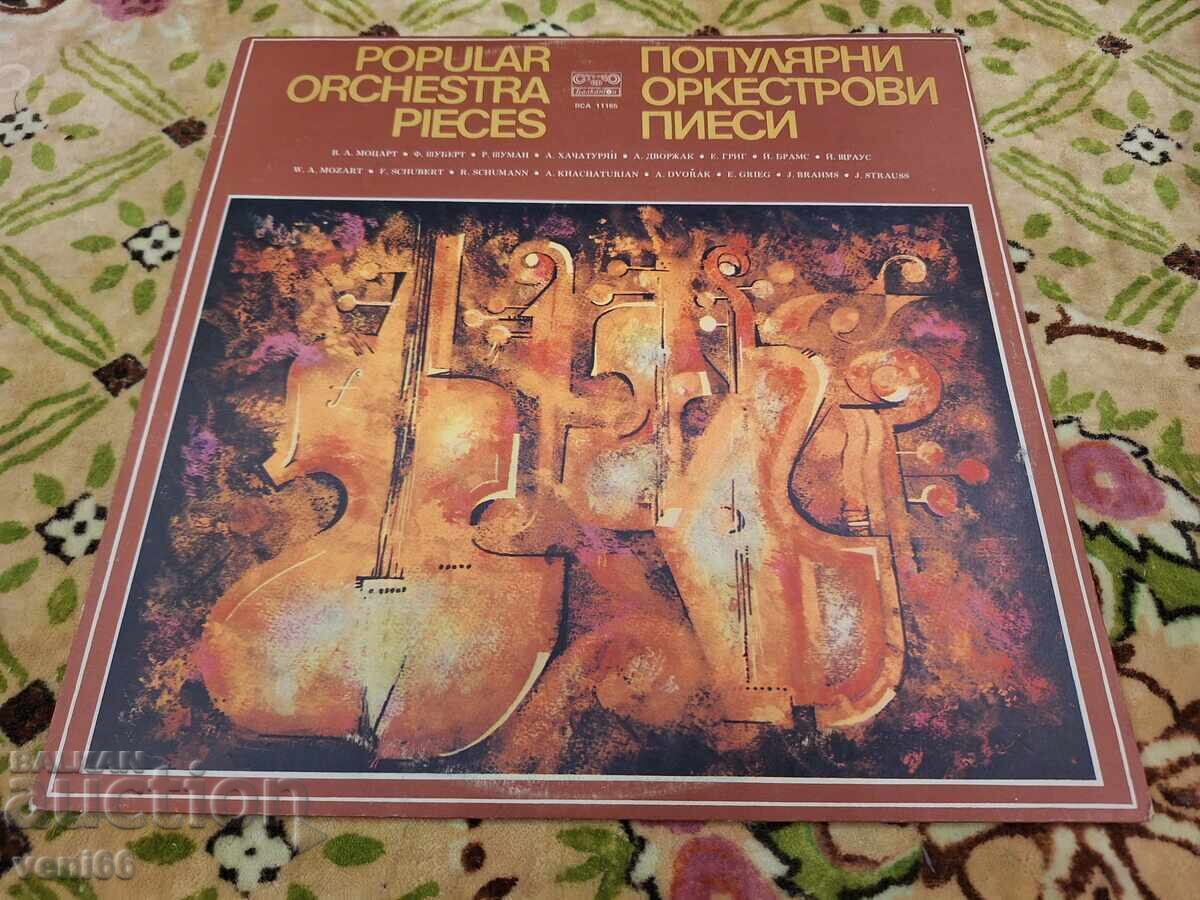 POPULAR
ORCHESTRA
PIECES
Балкантон
ВСА 11165
ПОПУЛЯРНИ
ОРКЕСТРОВИ
ПИЕСИ
В. А. МОЦАРТ • Ф. ШУБЕРТ • Р. ШУМАН • А. ХАЧАТУРЯН • А. ДВОРЖАК • Е. ГРИГ • Й. БРАМС • Й. ЩРАУС
W. A. MOZART • F. SCHUBERT • R. SCHUMANN • A. KHACHATURIAN • A. DVOŘAK • E. GRIEG • J. BRAHMS • J. STRAUSS
BALKAN
auction
veni66